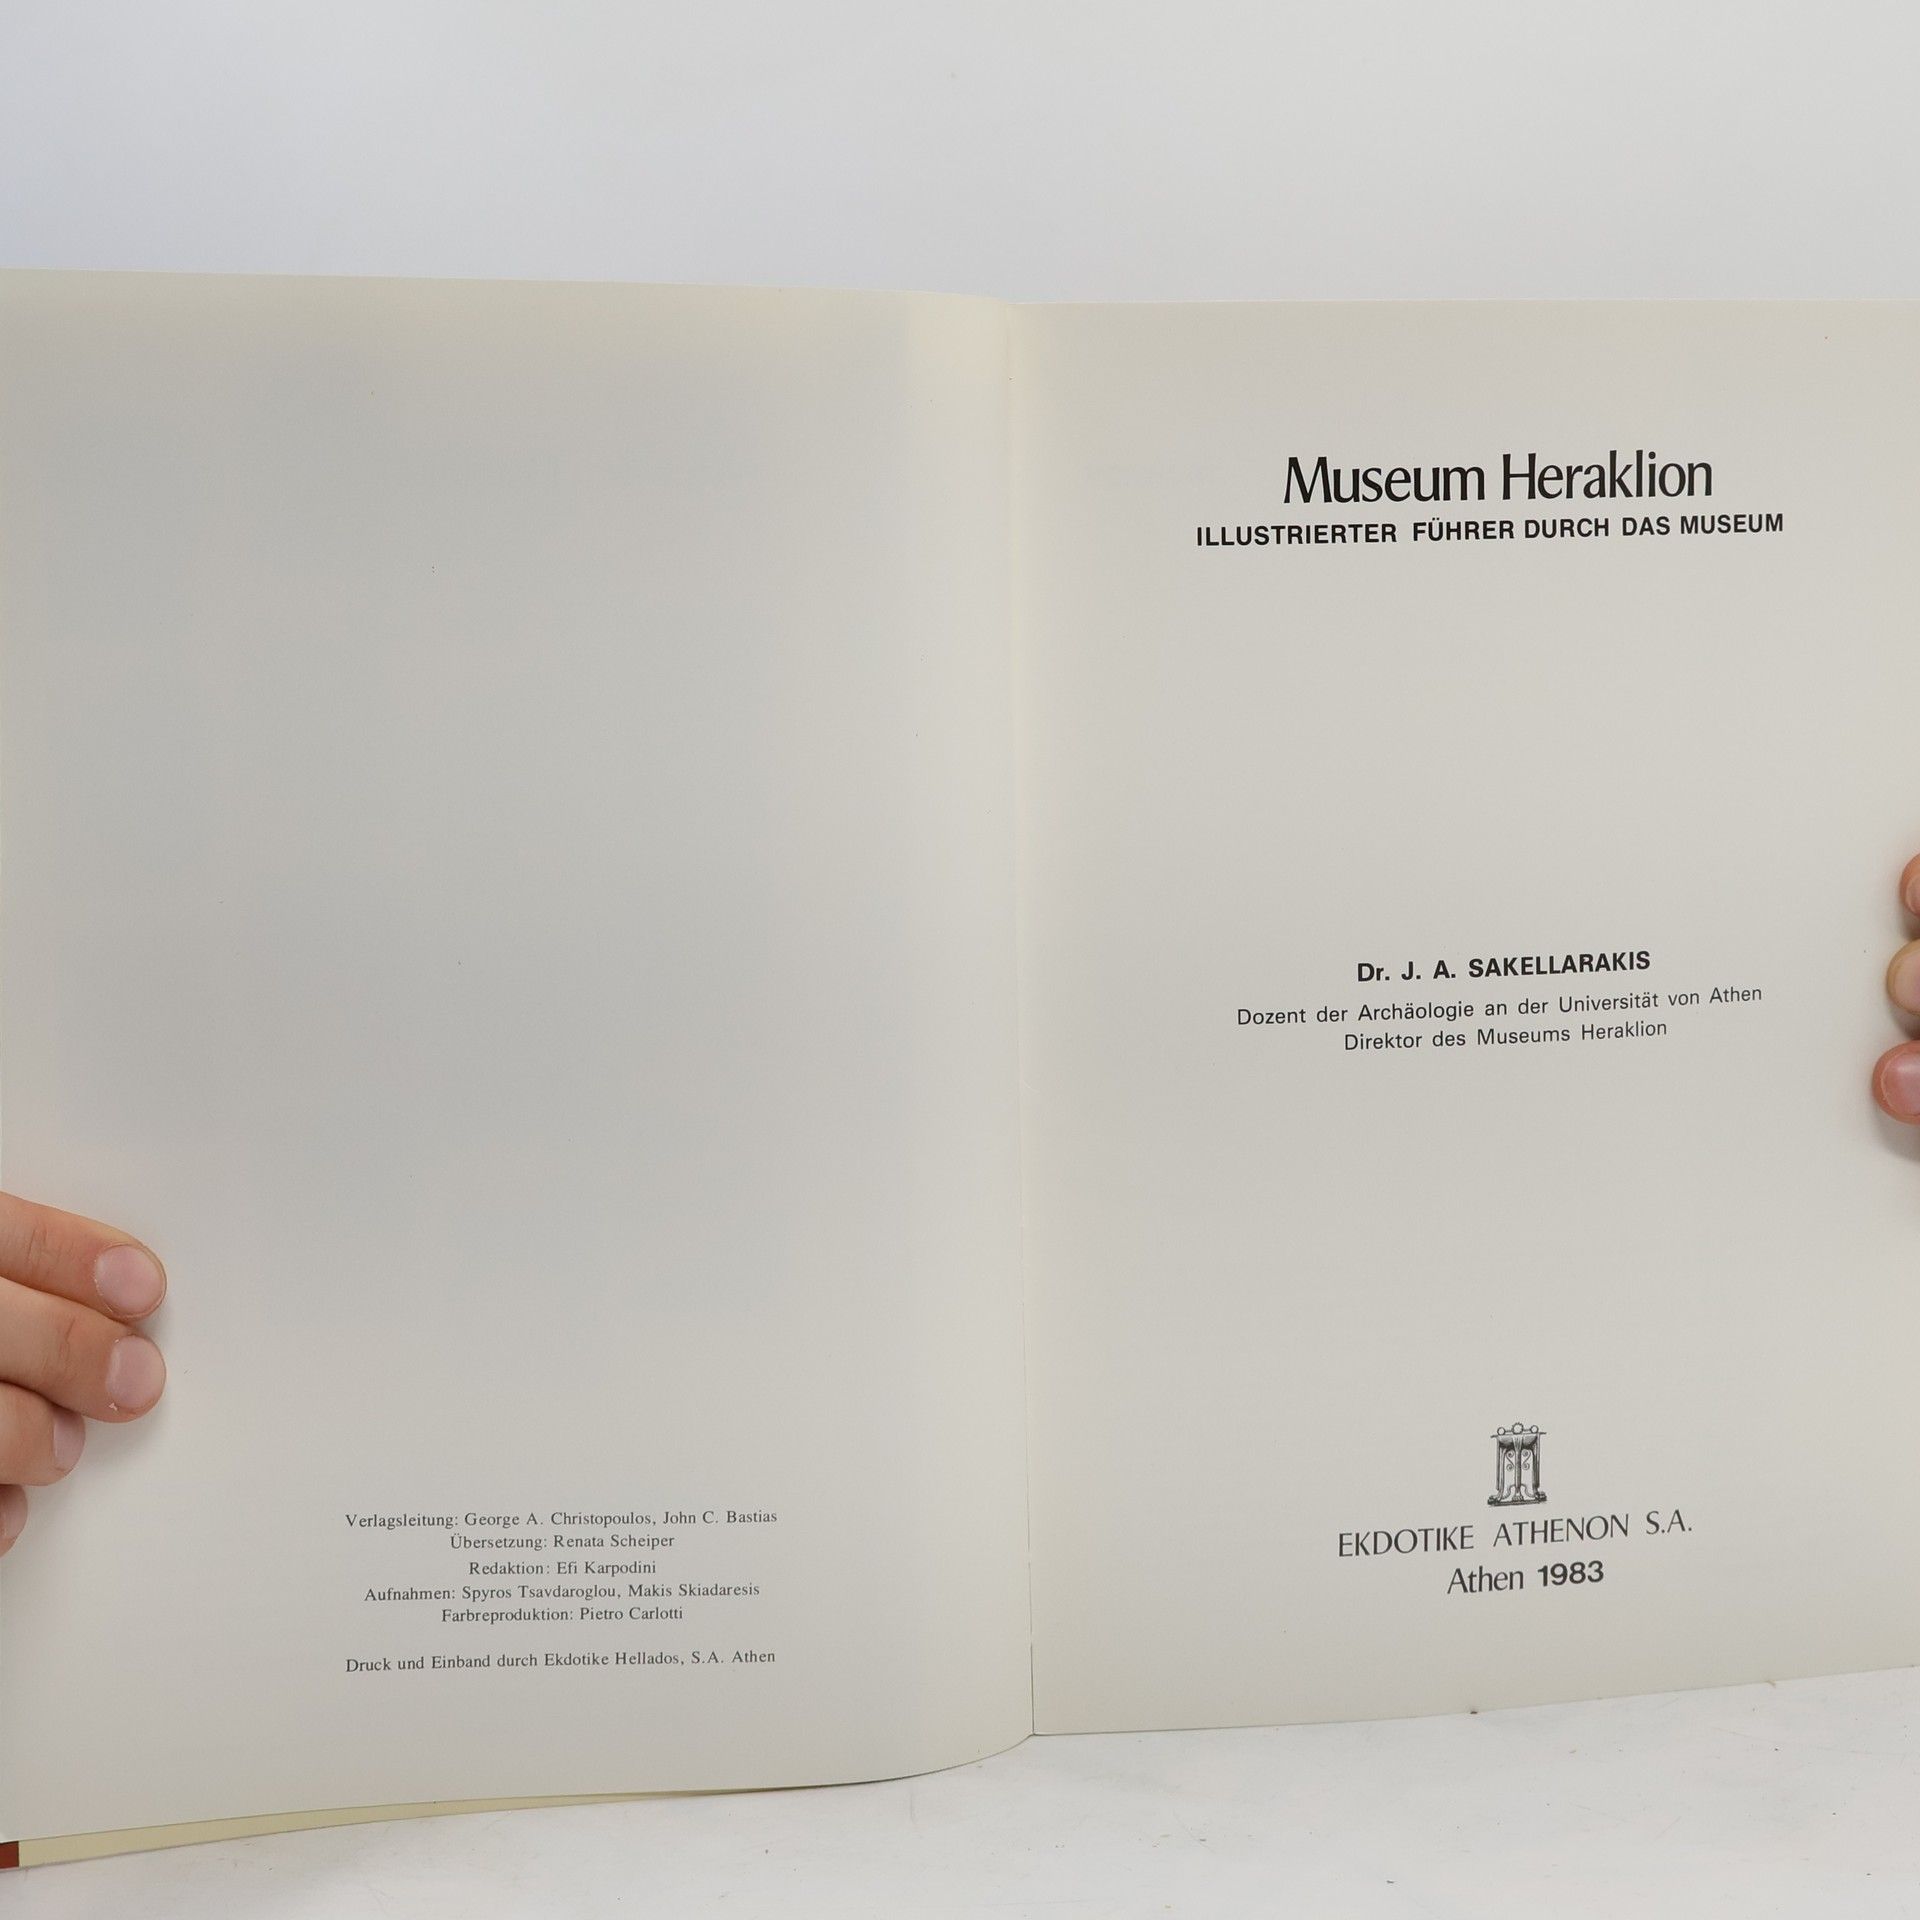 Verlagsleitung: George A. Christopoulos, John C. Bastias
Übersetzung: Renata Scheiper
Redaktion: Efi Karpodini
Aufnahmen: Spyros Tsavdaroglou, Makis Skiadaresis
Farbreproduktion: Pietro Carlotti
Druck und Einband durch Ekdotike Hellados, S.A. Athen
Museum Heraklion
ILLUSTRIERTER FÜHRER DURCH DAS MUSEUM
Dr. J. A. SAKELLARAKIS
Dozent der Archäologie an der Universität von Athen
Direktor des Museums Heraklion
EKDOTIKE ATHENON S.A.
Athen 1983